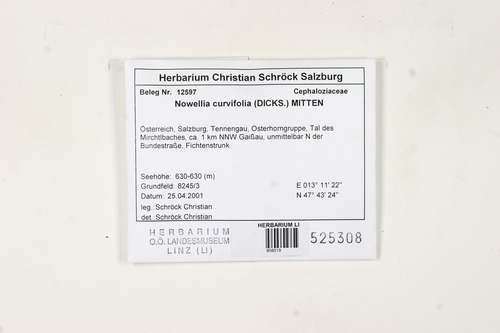 Herbarium Christian Schröck Salzburg
Beleg Nr. 12597 Cephaloziaceae
Nowellia curvifolia (DICKS.) MITTEN
Österreich, Salzburg, Tennengau, Osterhorngruppe, Tal des
Mirchtlbaches, ca. 1 km NNW Gaißau, unmittelbar N der
Bundestraße, Fichtenstrunk.
Seehöhe: 630-630 (m)
Grundfeld: 8245/3 E 013° 11' 22"
Datum: 25.04.2001 N 47° 43' 24"
leg. Schröck Christian
det. Schröck Christian
HERBARIUM
O.Ö. LANDESMUSEUM
LINZ (LI)
HERBARIUM LI
525308